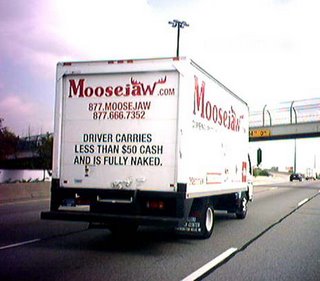 Moosejaw.COM
877.MOOSEJAW
877.666.7352
DRIVER CARRIES
LESS THAN $50 CASH
AND IS FULLY NAKED.
Moosejaw